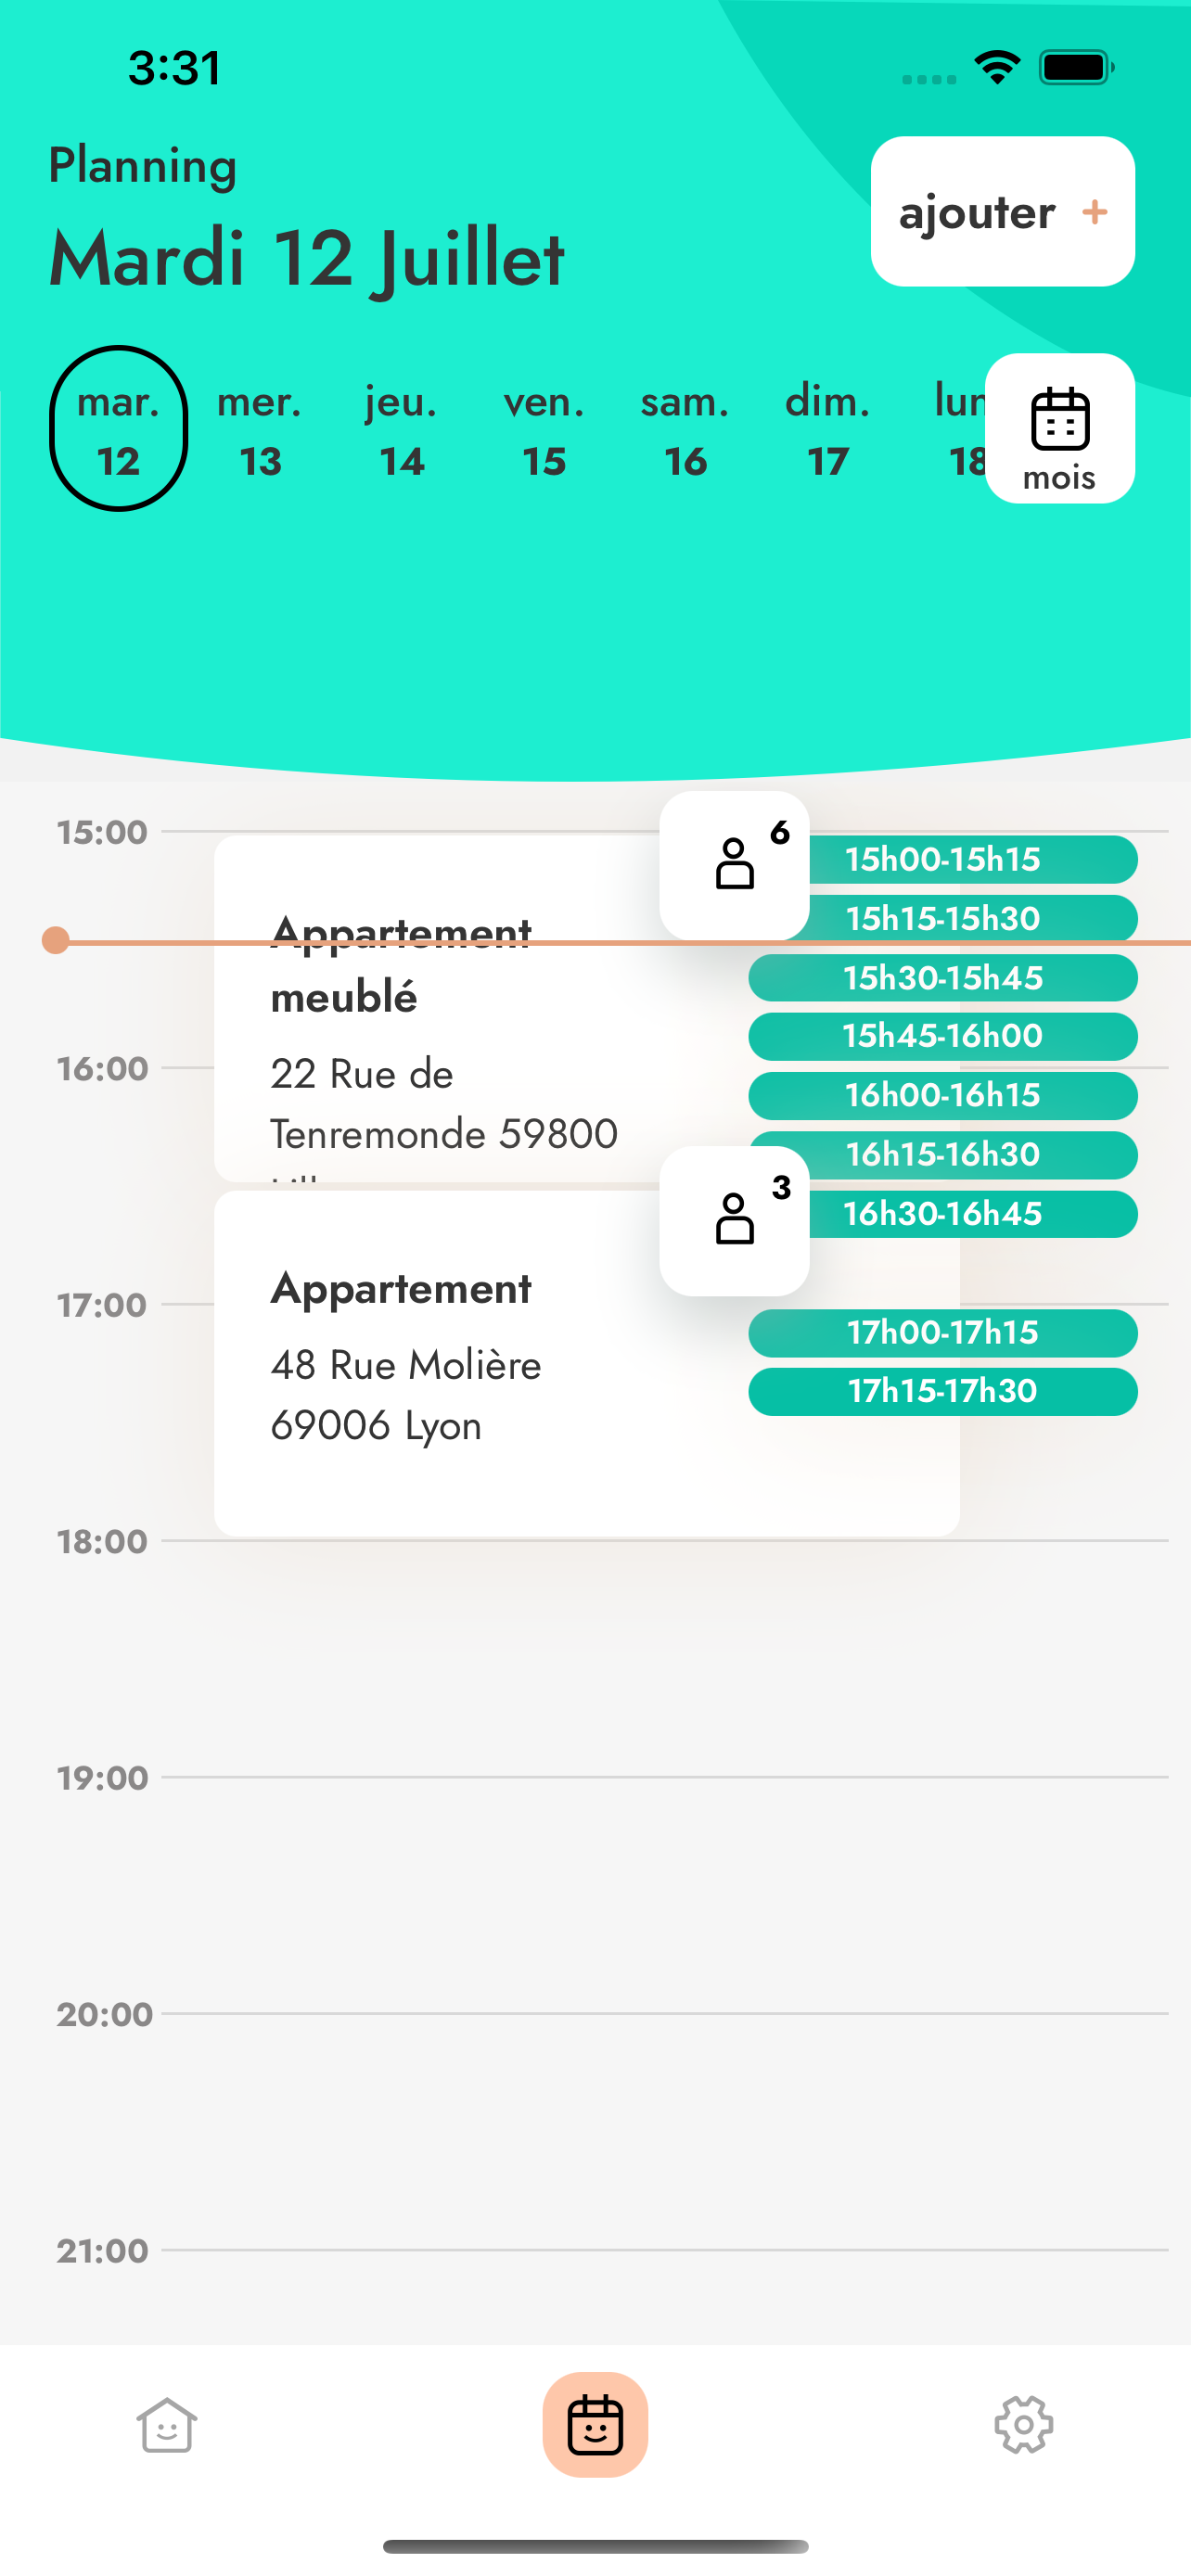 3:31
Planning
ajouter +
Mardi 12 Juillet
mar. mer. jeu. ven. sam. dim.
12 13 14 15 16 17 18
mois
15:00
6
15h00-15h15
15h15-15h30
Appartement
meublé
15h30-15h45
15h45-16h00
16:00
22 Rue de
16h00-16h15
Tenremonde 59800
16h15-16h30
3
16h30-16h45
Appartement
17:00
17h00-17h15
48 Rue Molière
17h15-17h30
69006 Lyon
18:00
19:00
20:00
21:00